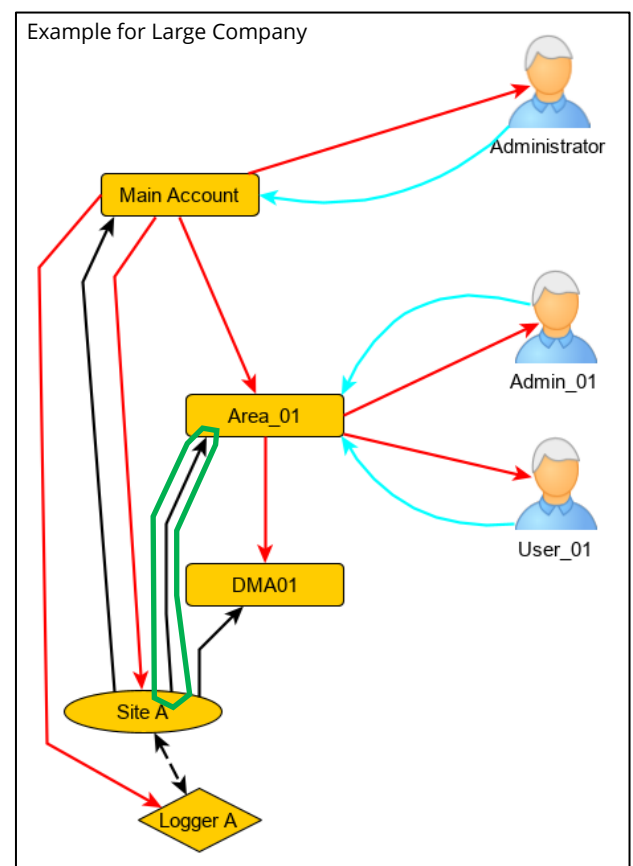 Example for Large Company
Administrator
Main Account
Admin_01
Area_01
User_01
DMA01
Site A
Logger A